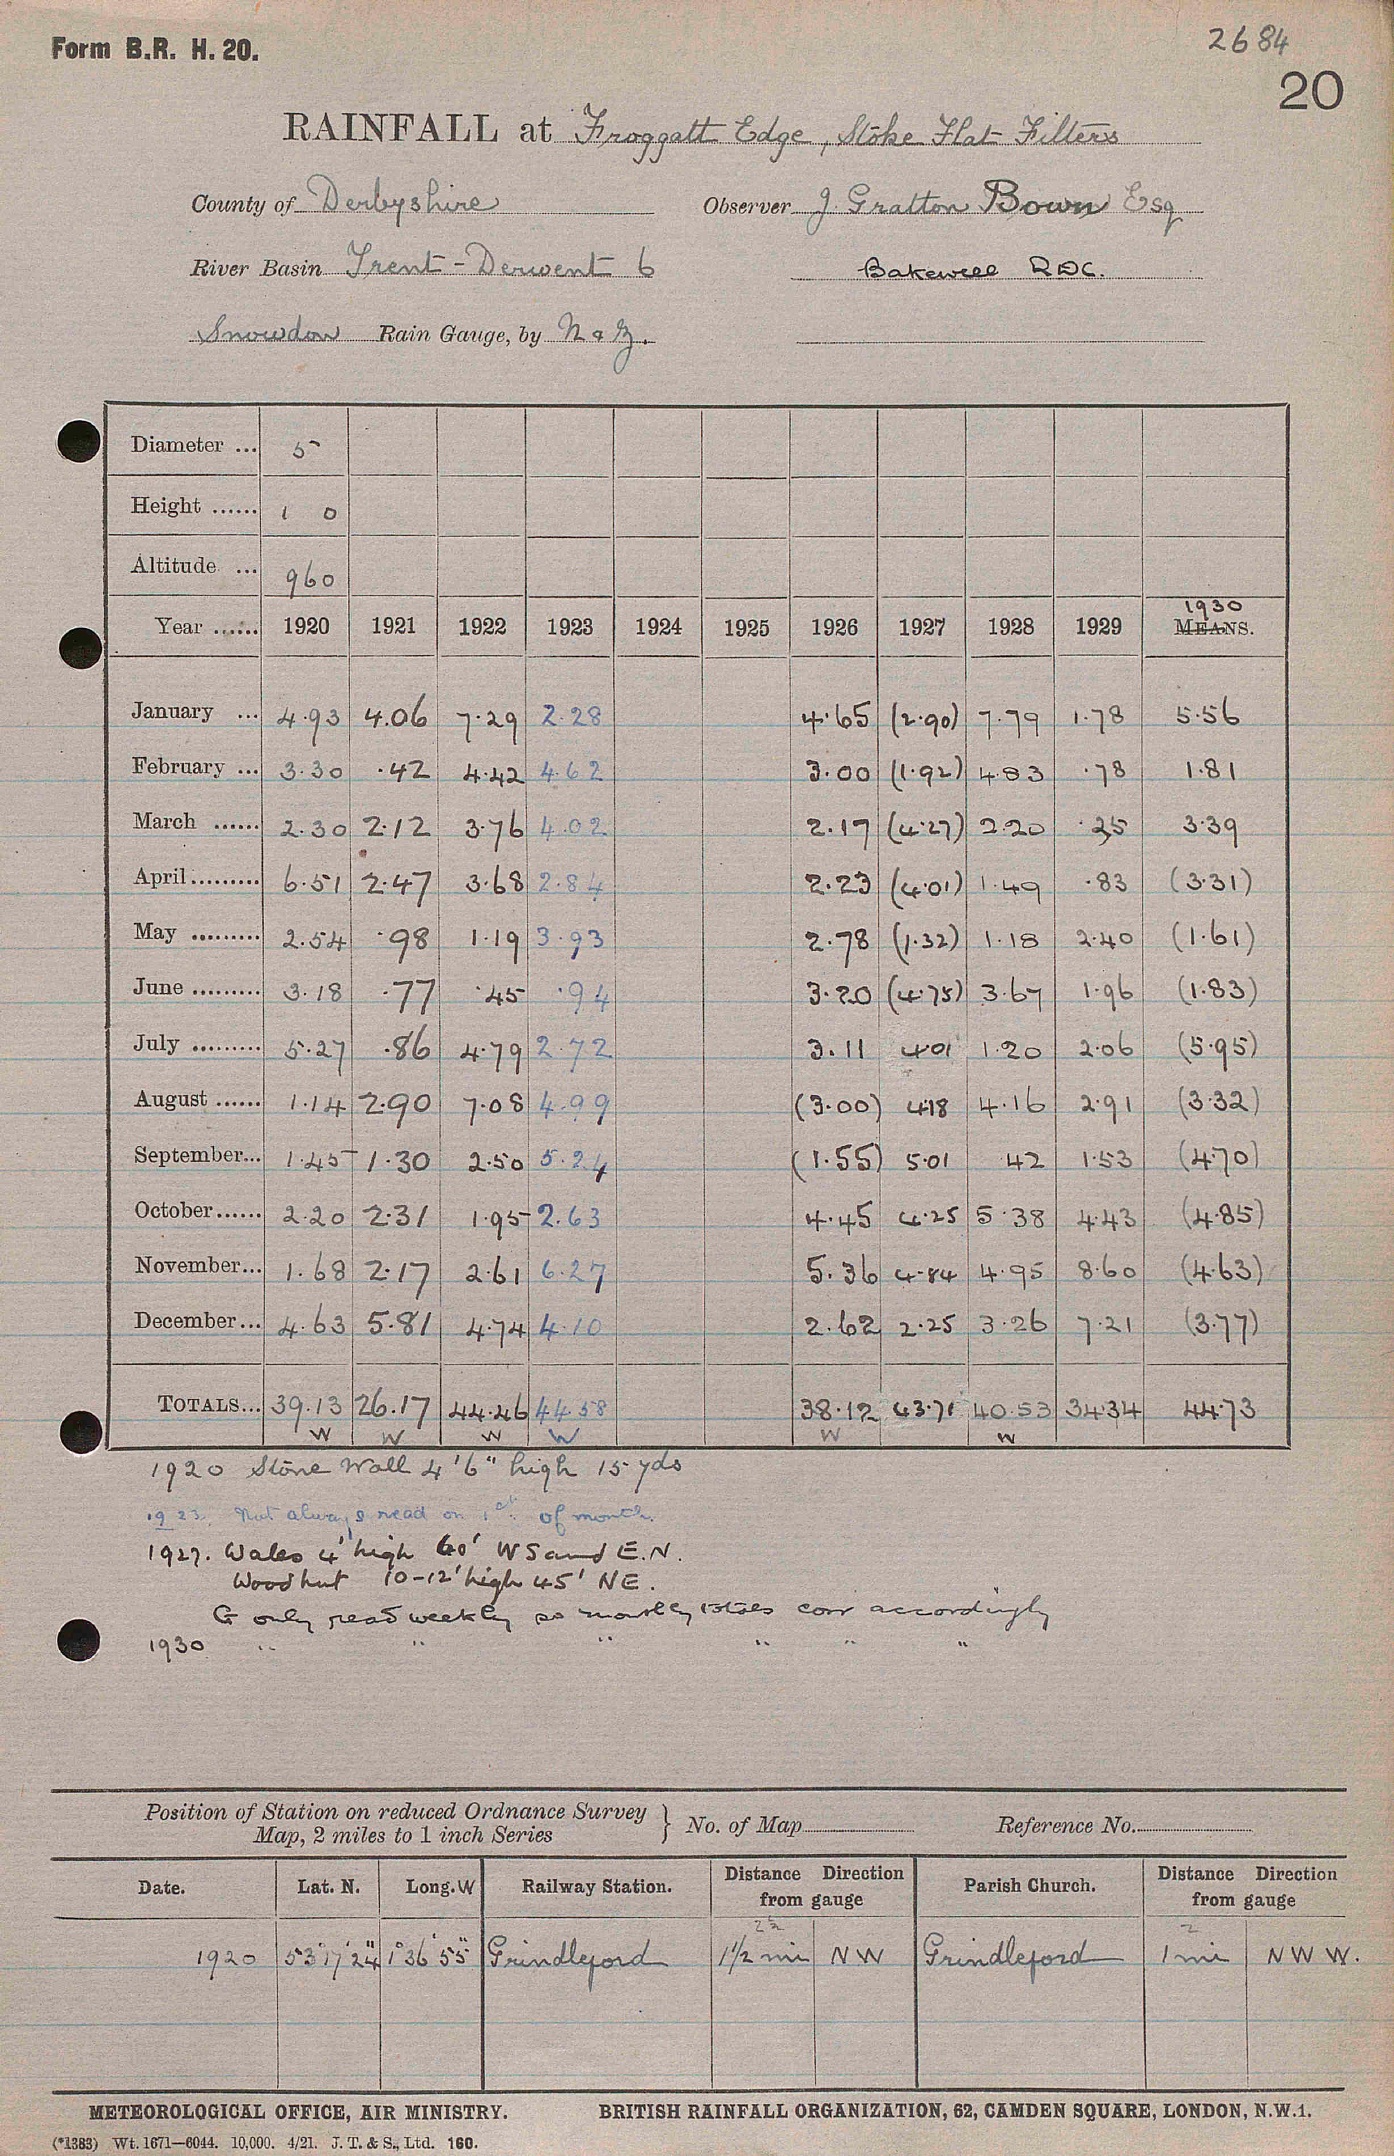 Form B.R. H. 20.
2684
20
RAINFALL at Froggatt Edge, Stoke Flat Filters
County of Derbyshire Observer J. Gratton Bown Esq
River Basin Trent - Derwent 6 Bakewell RDC.
Snowdon Rain Gauge, by N & Z.
Diameter ... 5
Height ...... 1 0
Altitude ... 960
1930
Year ...... 1920 1921 1922 1923 1924 1925 1926 1927 1928 1929 MEANS.
January ... 4.93 4.06 7.29 2.28 4.65 (2.90) 7.79 1.78 5.56
February ... 3.30 .42 4.42 4.62 3.00 (1.92) 4.83 .78 1.81
March ...... 2.30 2.12 3.76 4.02 2.17 (4.27) 2.20 .35 3.39
April......... 6.51 2.47 3.68 2.84 2.23 (4.01) 1.49 .83 (3.31)
May ......... 2.54 .98 1.19 3.93 2.78 (1.32) 1.18 2.40 (1.61)
June ......... 3.18 .77 .45 .94 3.20 (4.75) 3.67 1.96 (1.83)
July ......... 5.27 .86 4.79 2.72 3.11 4.01 1.20 2.06 (5.95)
August ...... 1.14 2.90 7.08 4.99 (3.00) 4.18 4.16 2.91 (3.32)
September... 1.45 1.30 2.50 5.24 (1.55) 5.01 .42 1.53 (4.70)
October...... 2.20 2.31 1.95 2.63 4.45 4.25 5.38 4.43 (4.85)
November... 1.68 2.17 2.61 6.27 5.36 4.84 4.95 8.60 (4.63)
December... 4.63 5.81 4.74 4.10 2.62 2.25 3.26 7.21 (3.77)
TOTALS... 39.13 26.17 44.46 44.58 38.12 43.71 40.53 34.34 44.73
W W W W W W
1920 Stone Wall 4'6" high 15 yds
1923. Not always read on 1st of month.
1927. Walls 4' high 60' WS and E.N.
Wood hut 10-12' high 45' NE.
G only read weekly so monthly totals corr accordingly
1930 " " " " " "
Position of Station on reduced Ordnance Survey
Map, 2 miles to 1 inch Series } No. of Map Reference No.
Date. Lat. N. Long. W Railway Station. Distance Direction from gauge Parish Church. Distance Direction from gauge
1920 53°17'24" 1°36'55" Grindleford 1½ mi NW Grindleford 1 mi NWW.
METEOROLOGICAL OFFICE, AIR MINISTRY. BRITISH RAINFALL ORGANIZATION, 62, CAMDEN SQUARE, LONDON, N.W.1.
(*1383) Wt. 1671—6044. 10,000. 4/21. J. T. & S., Ltd. 160.